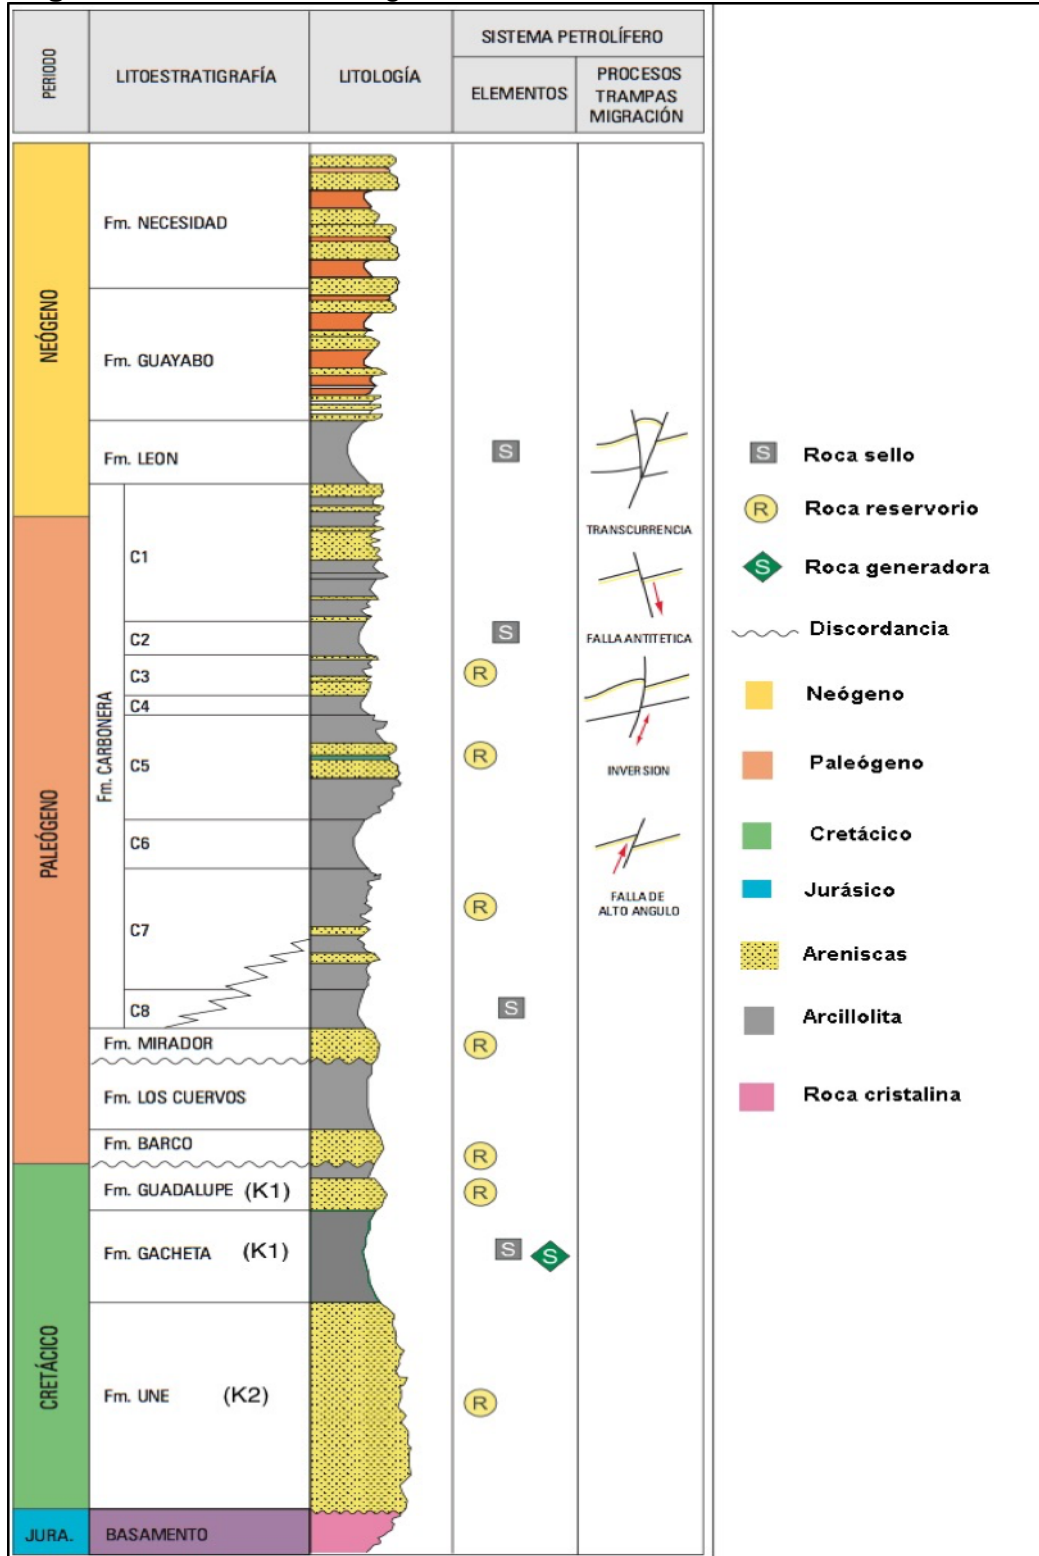 PERIODO
LITOESTRATIGRAFÍA
LITOLOGÍA
SISTEMA PETROLÍFERO
ELEMENTOS
PROCESOS
TRAMPAS
MIGRACIÓN
NEÓGENO
PALEÓGENO
CRETÁCICO
JURA.
Fm. NECESIDAD
Fm. GUAYABO
Fm. LEON
Fm. CARBONERA
C1
C2
C3
C4
C5
C6
C7
C8
Fm. MIRADOR
Fm. LOS CUERVOS
Fm. BARCO
Fm. GUADALUPE (K1)
Fm. GACHETA (K1)
Fm. UNE (K2)
BASAMENTO
S
S
R
R
R
S
R
R
R
S S
R
TRANSCURRENCIA
FALLA ANTITETICA
INVERSION
FALLA DE
ALTO ANGULO
S Roca sello
R Roca reservorio
S Roca generadora
Discordancia
Neógeno
Paleógeno
Cretácico
Jurásico
Areniscas
Arcillolita
Roca cristalina